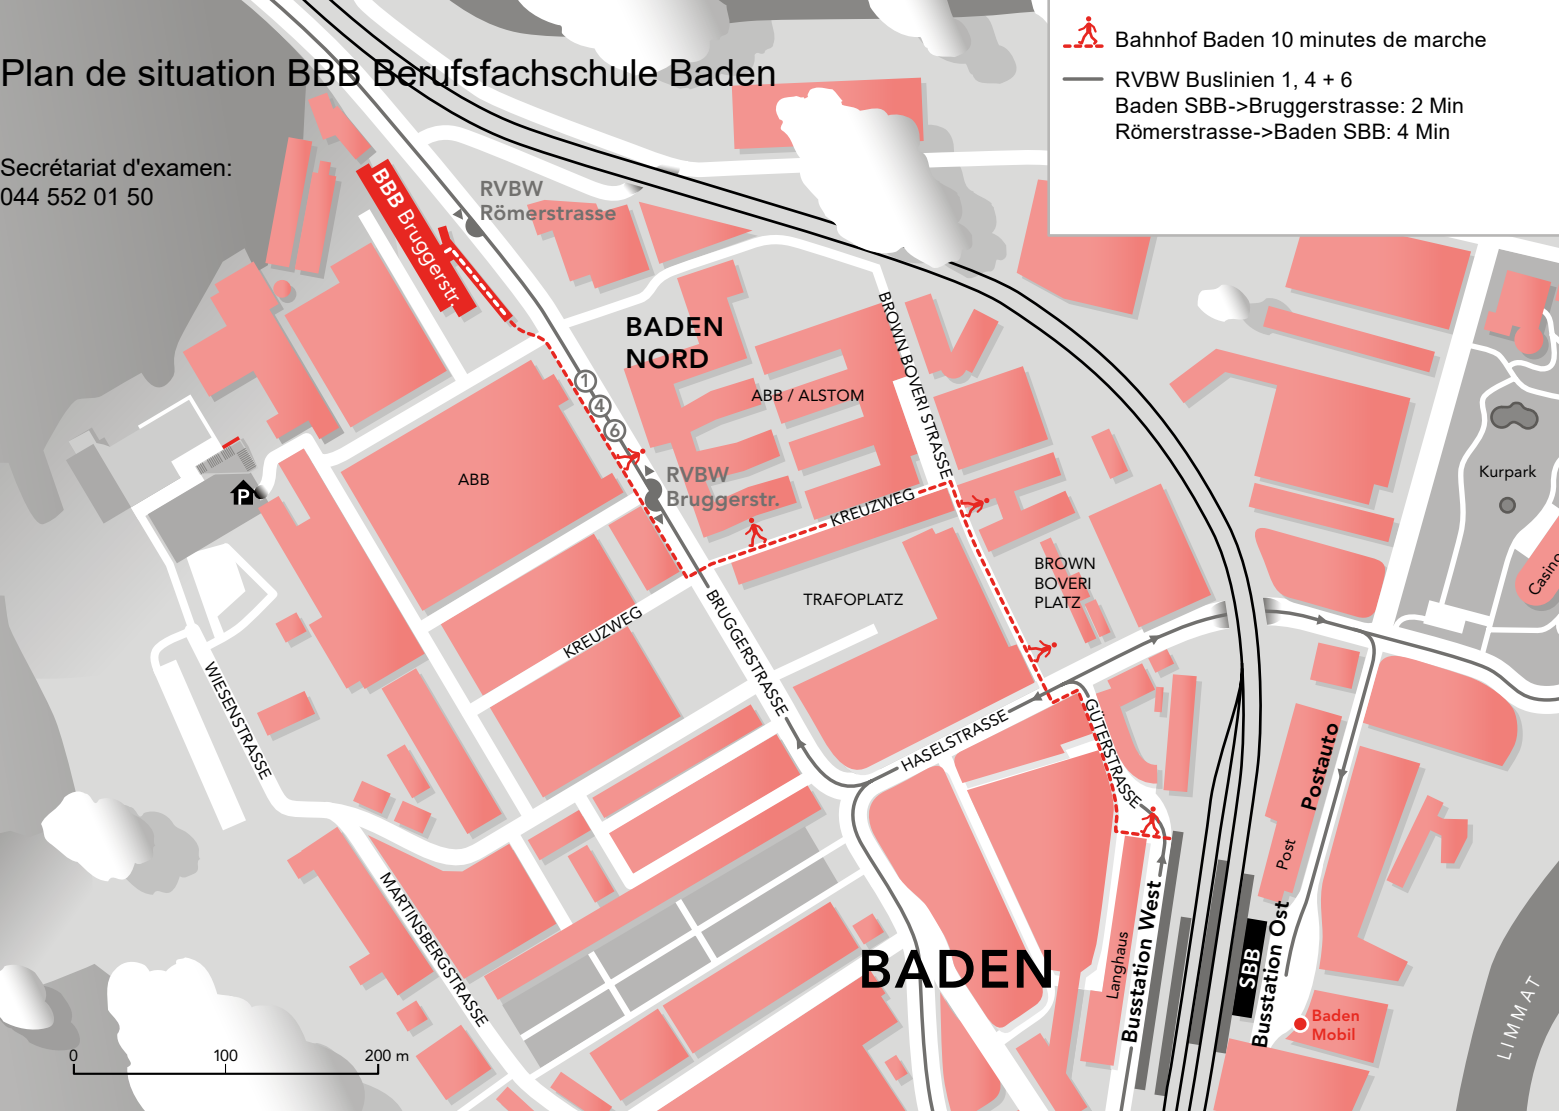 Plan de situation BBB Berufsfachschule Baden
Secrétariat d'examen:
044 552 01 50
Bahnhof Baden 10 minutes de marche
RVBW Buslinien 1, 4 + 6
Baden SBB->Bruggerstrasse: 2 Min
Römerstrasse->Baden SBB: 4 Min
BBB Bruggerstr.
RVBW
Römerstrasse
BADEN
NORD
BROWN BOVERI STRASSE
1
4
6
ABB / ALSTOM
ABB
RVBW
Bruggerstr.
P
KREUZWEG
Kurpark
Casino
BROWN
BOVERI
PLATZ
TRAFOPLATZ
KREUZWEG
BRUGGERSTRASSE
WIESENSTRASSE
HASELSTRASSE
GÜTERSTRASSE
Postauto
Post
MARTINSBERGSTRASSE
BADEN
Langhaus
Busstation West
SBB
Busstation Ost
Baden
Mobil
LIMMAT
0 100 200 m